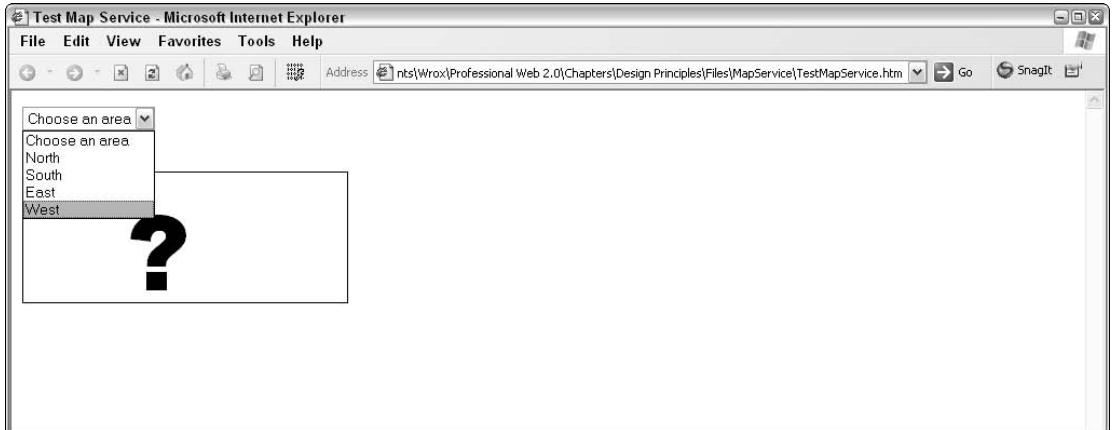 Test Map Service - Microsoft Internet Explorer
File Edit View Favorites Tools Help
Address nts\Wrox\Professional Web 2.0\Chapters\Design Principles\Files\MapService\TestMapService.htm Go SnagIt
Choose an area
Choose an area
North
South
East
West
?